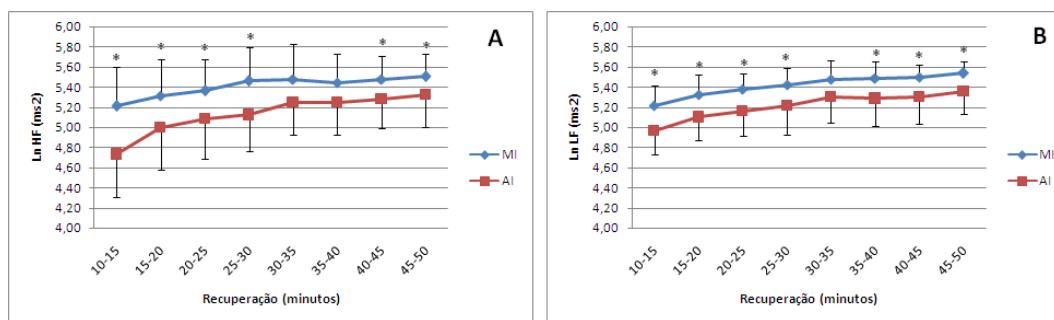 A
Ln HF (ms2)
6,00
5,80
5,60
5,40
5,20
5,00
4,80
4,60
4,40
4,20
4,00
* * * * * *
MI
AI
10-15 15-20 20-25 25-30 30-35 35-40 40-45 45-50
Recuperação (minutos)
B
Ln LF (ms2)
6,00
5,80
5,60
5,40
5,20
5,00
4,80
4,60
4,40
4,20
4,00
* * * * * * *
MI
AI
10-15 15-20 20-25 25-30 30-35 35-40 40-45 45-50
Recuperação (minutos)